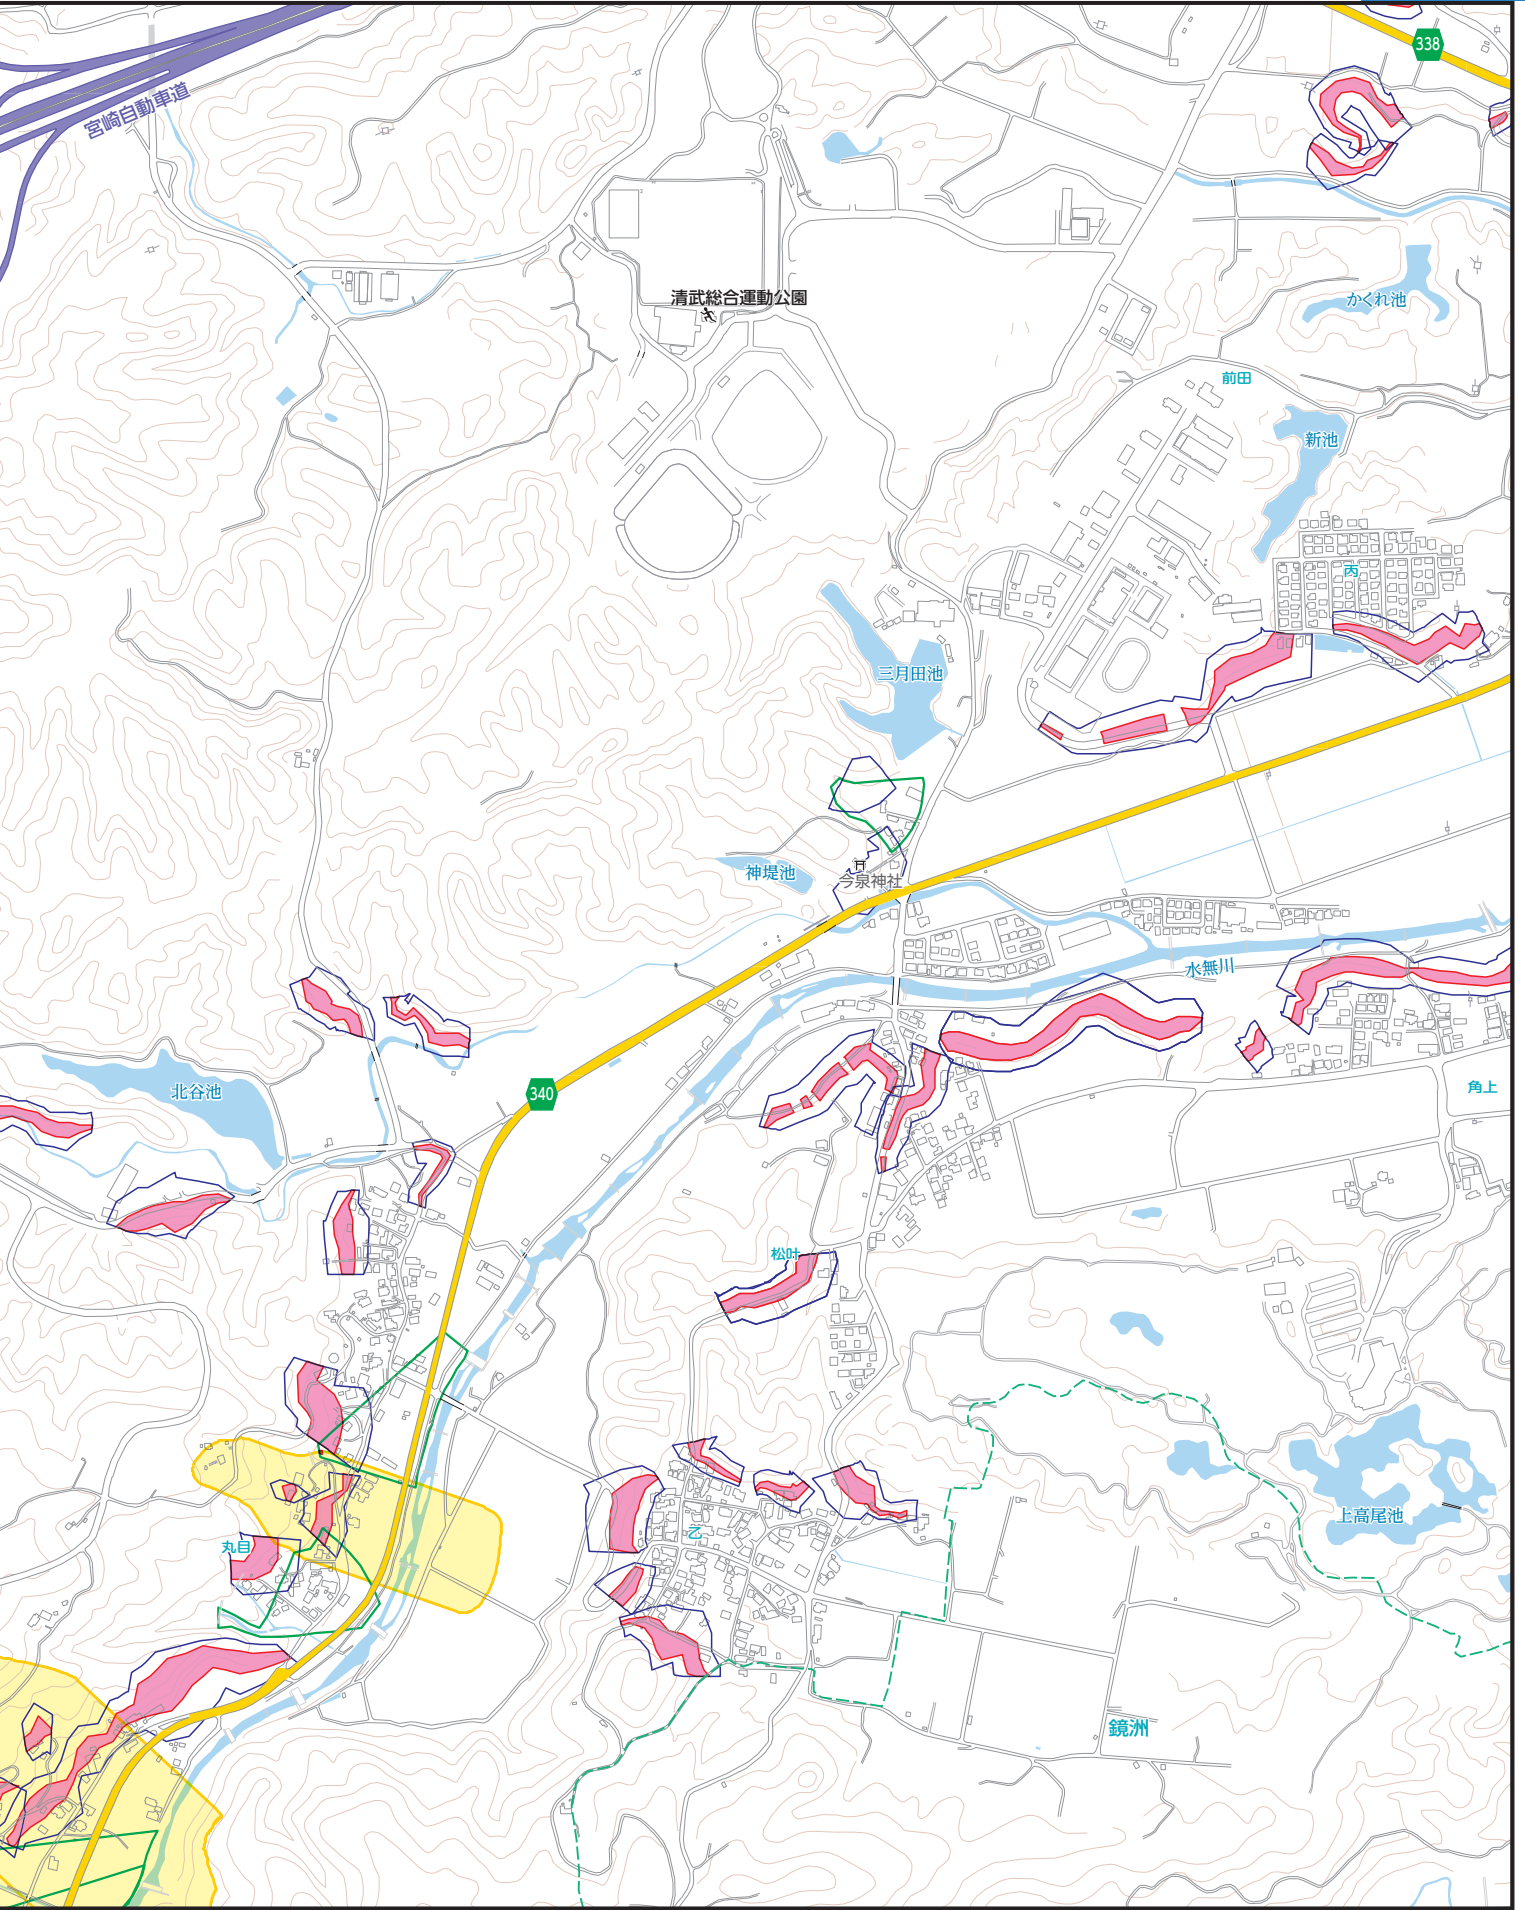 338
宮崎自動車道
清武総合運動公園
かくれ池
前田
新池
丙
三月田池
神堤池
今泉神社
水無川
北谷池
340
角上
松叶
上高尾池
乙
丸目
鏡洲